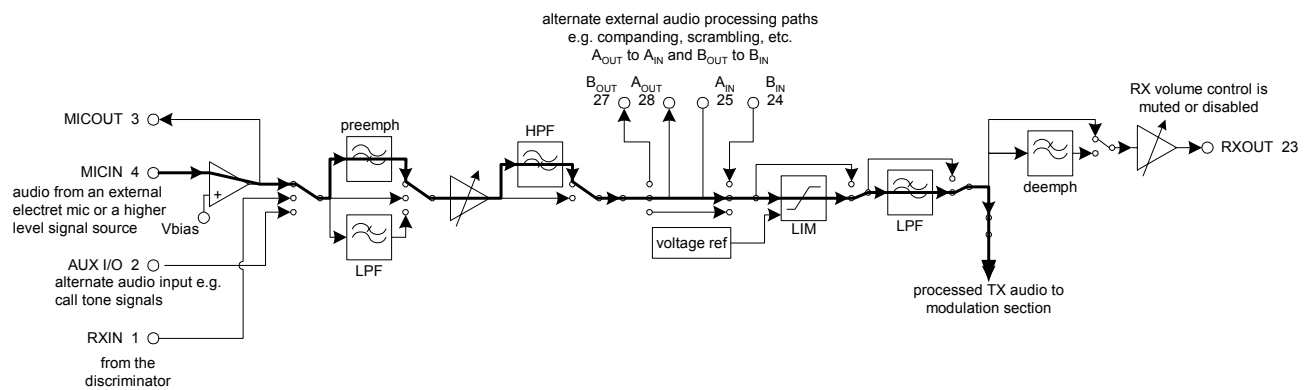 alternate external audio processing paths
e.g. companding, scrambling, etc.
AOUT to AIN and BOUT to BIN
BOUT AOUT AIN BIN
27 28 25 24
RX volume control is
muted or disabled
MICOUT 3
preemph
HPF
RXOUT 23
MICIN 4
audio from an external
electret mic or a higher
level signal source
+
Vbias
deemph
LIM
LPF
voltage ref
LPF
AUX I/O 2
alternate audio input e.g.
call tone signals
processed TX audio to
modulation section
RXIN 1
from the
discriminator